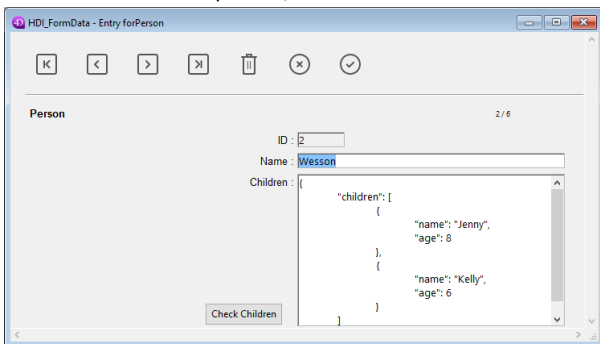 HDI_FormData - Entry forPerson
Person
2 / 6
ID : 2
Name : Wesson
Children : {
"children": [
{
"name": "Jenny",
"age": 8
},
{
"name": "Kelly",
"age": 6
}
]
Check Children